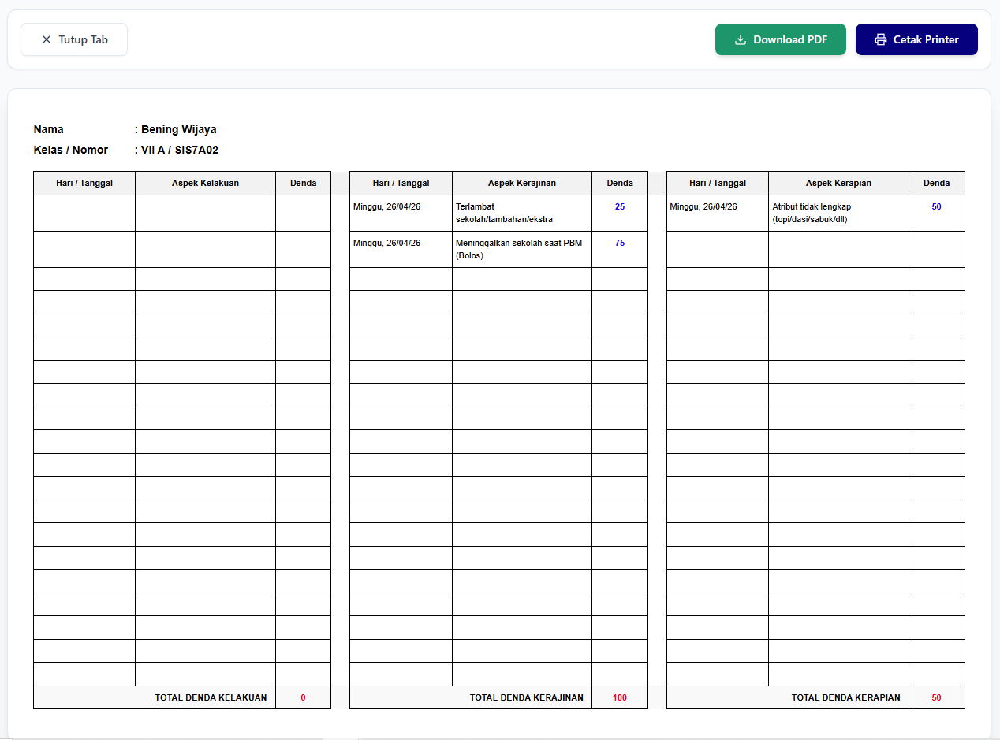 Tutup Tab
Download PDF
Cetak Printer
Nama : Bening Wijaya
Kelas / Nomor : VII A / SIS7A02
Hari / Tanggal Aspek Kelakuan Denda Hari / Tanggal Aspek Kerajinan Denda Hari / Tanggal Aspek Kerapian Denda
Minggu, 26/04/26 Terlambat 25 Minggu, 26/04/26 Atribut tidak lengkap 50
sekolah/tambahan/ekstra (topi/dasi/sabuk/dll)
Minggu, 26/04/26 Meninggalkan sekolah saat PBM 75
(Bolos)
TOTAL DENDA KELAKUAN 0 TOTAL DENDA KERAJINAN 100 TOTAL DENDA KERAPIAN 50